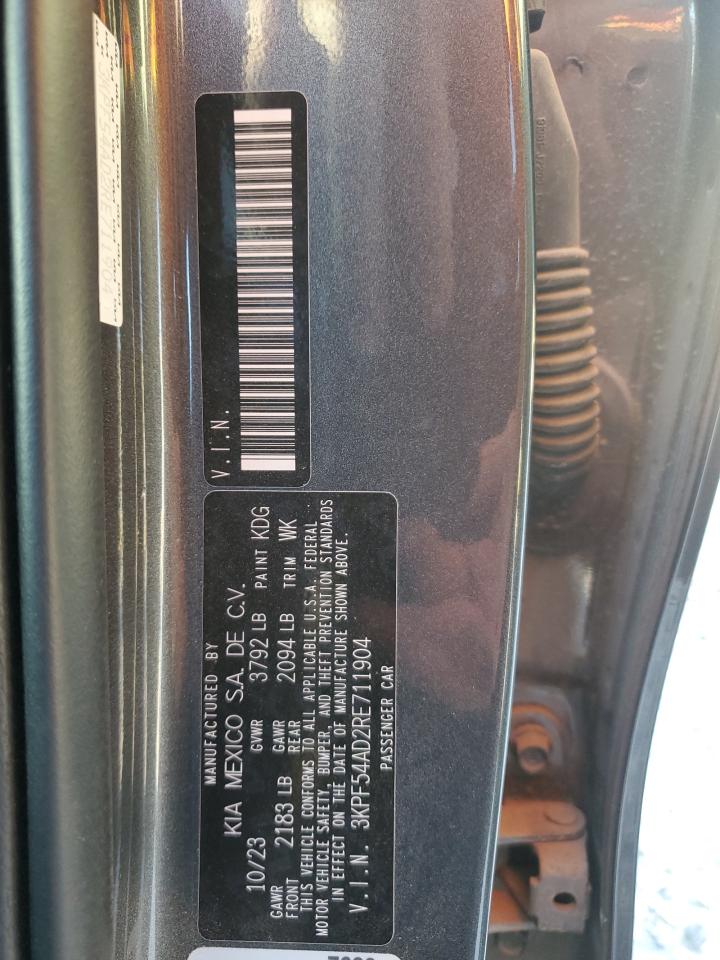 V.I.N.
MANUFACTURED BY
KIA MEXICO S.A. DE C.V.
10/23 GVWR 3792 LB PAINT KDG
GAWR FRONT 2183 LB GAWR REAR 2094 LB TRIM WK
THIS VEHICLE CONFORMS TO ALL APPLICABLE U.S.A. FEDERAL
MOTOR VEHICLE SAFETY, BUMPER, AND THEFT PREVENTION STANDARDS
IN EFFECT ON THE DATE OF MANUFACTURE SHOWN ABOVE.
V.I.N. 3KPF54AD2RE711904
PASSENGER CAR